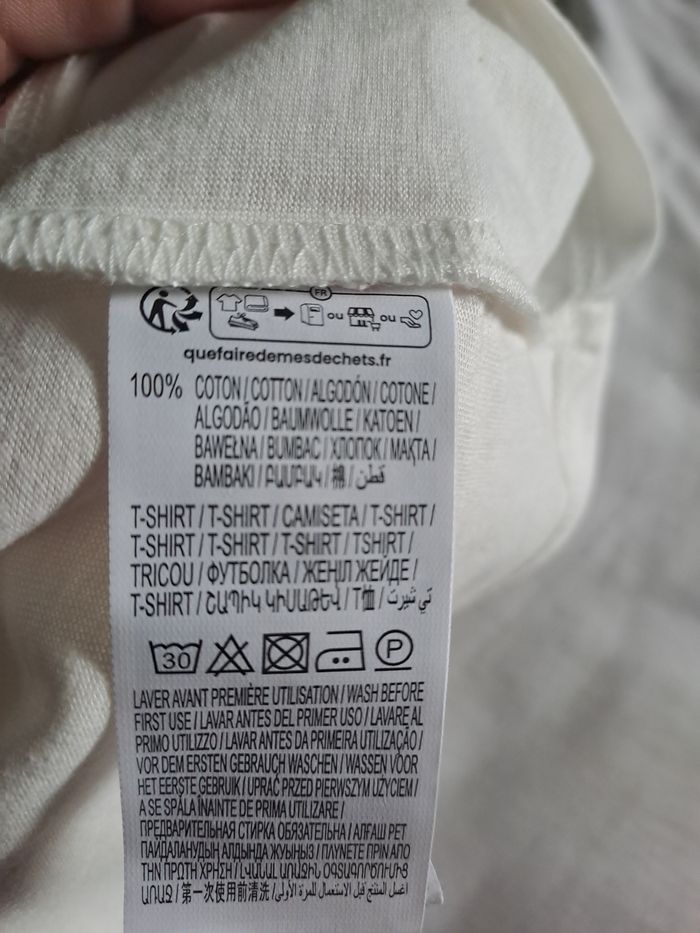 FR
ou ou
quefairedemesdechets.fr
100% COTON / COTTON / ALGODÓN / COTONE /
ALGODÃO / BAUMWOLLE / KATOEN /
BAWEŁNA / BUMBAC / ХЛОПОК / МАҚТА /
BAMBAKI / ԲԱՄԲԱԿ / 棉 / قطن
T-SHIRT / T-SHIRT / CAMISETA / T-SHIRT /
T-SHIRT / T-SHIRT / T-SHIRT / TSHIRT /
TRICOU / ФУТБОЛКА / ЖЕҢІЛ ЖЕЙДЕ /
T-SHIRT / ՇԱՊԻԿ ԿԻՍԱԹԵՎ / T恤 / تي شيرت
30 P
LAVER AVANT PREMIÈRE UTILISATION / WASH BEFORE
FIRST USE / LAVAR ANTES DEL PRIMER USO / LAVARE AL
PRIMO UTILIZZO / LAVAR ANTES DA PRIMEIRA UTILIZAÇÃO /
VOR DEM ERSTEN GEBRAUCH WASCHEN / WASSEN VÓÓR
HET EERSTE GEBRUIK / UPRAĆ PRZED PIERWSZYM UŻYCIEM /
A SE SPĂLA ÎNAINTE DE PRIMA UTILIZARE /
ПРЕДВАРИТЕЛЬНАЯ СТИРКА ОБЯЗАТЕЛЬНА / АЛҒАШ РЕТ
ПАЙДАЛАНУДЫҢ АЛДЫНДА ЖУЫҢЫЗ / ΠΛΥΝΕΤΕ ΠΡΙΝ ΑΠΟ
ΤΗΝ ΠΡΩΤΗ ΧΡΗΣΗ / ԼՎԱՆԱԼ ԱՌԱՋԻՆ ՕԳՏԱԳՈՐԾՈՒՄԻՑ
ԱՌԱՋ / 第一次使用前清洗 / اغسل المنتج قبل الاستعمال للمرة الأولى /